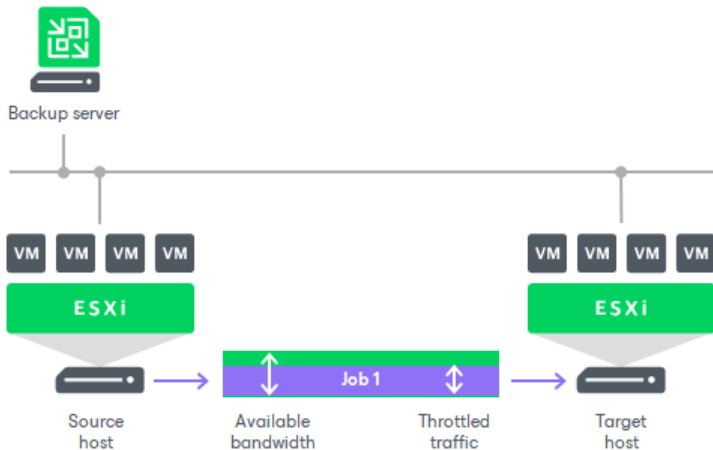 Backup server
VM VM VM VM
VM VM VM VM
ESXi
ESXi
Job 1
Source
host
Available
bandwidth
Throttled
traffic
Target
host